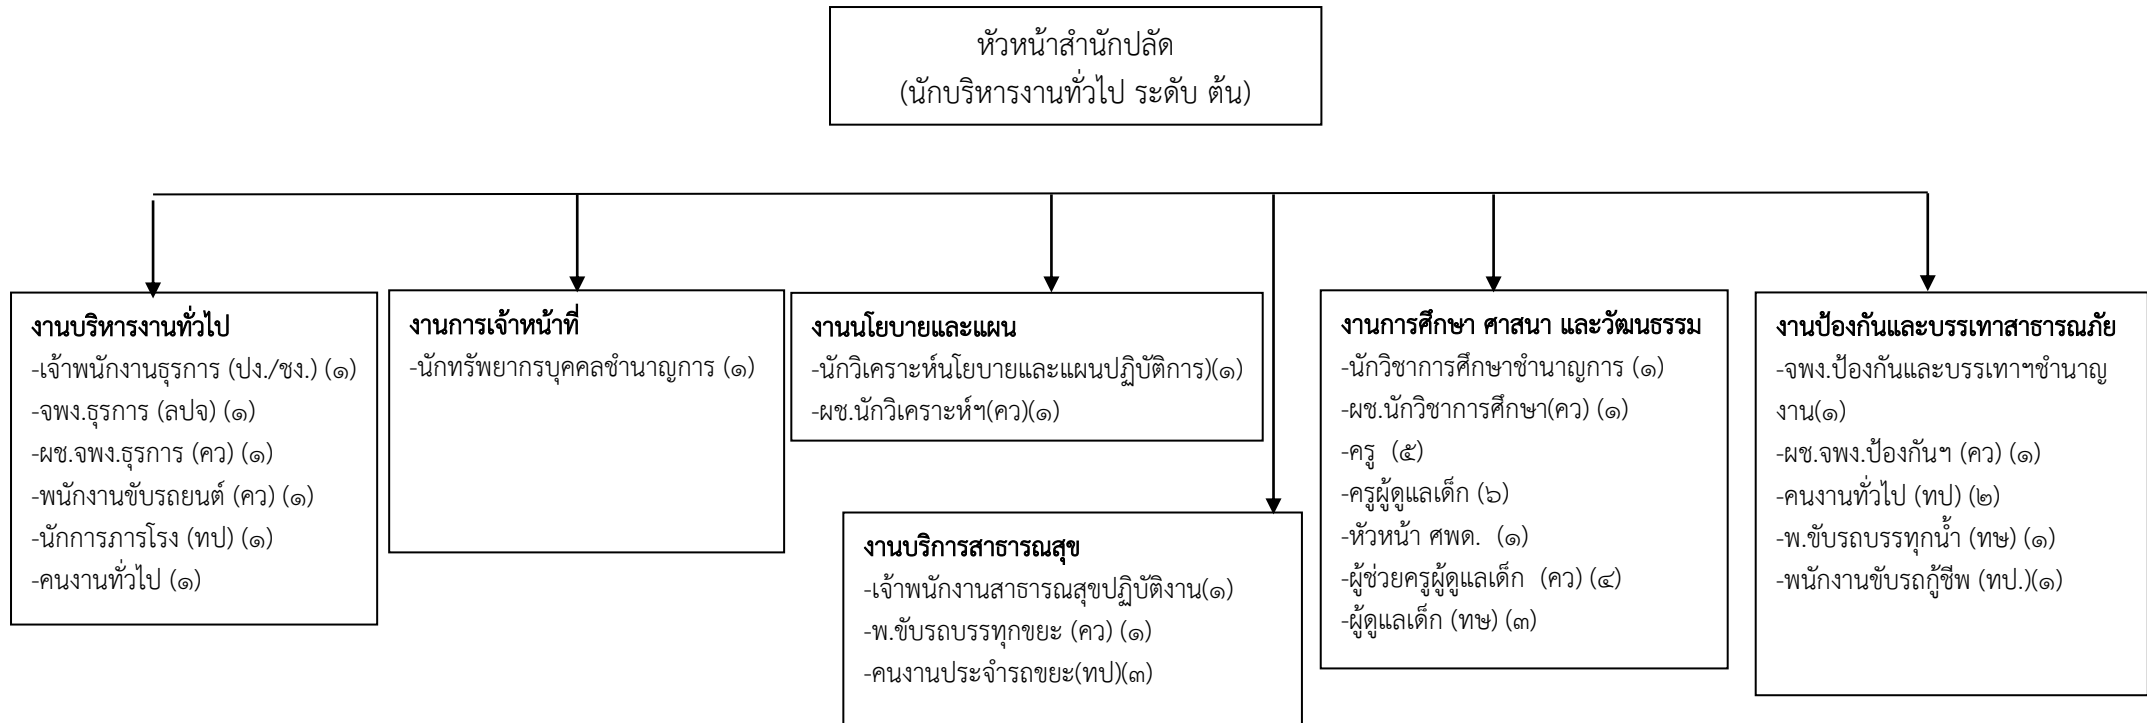 หัวหน้าสำนักปลัด
(นักบริหารงานทั่วไป ระดับ ต้น)
งานบริหารงานทั่วไป
-เจ้าพนักงานธุรการ (ปง./ชง.) (๑)
-จพง.ธุรการ (ลปจ) (๑)
-ผช.จพง.ธุรการ (คว) (๑)
-พนักงานขับรถยนต์ (คว) (๑)
-นักการภารโรง (ทป) (๑)
-คนงานทั่วไป (๑)
งานการเจ้าหน้าที่
-นักทรัพยากรบุคคลชำนาญการ (๑)
งานนโยบายและแผน
-นักวิเคราะห์นโยบายและแผนปฏิบัติการ)(๑)
-ผช.นักวิเคราะห์ฯ(คว)(๑)
งานบริการสาธารณสุข
-เจ้าพนักงานสาธารณสุขปฏิบัติงาน(๑)
-พ.ขับรถบรรทุกขยะ (คว) (๑)
-คนงานประจำรถขยะ(ทป)(๓)
งานการศึกษา ศาสนา และวัฒนธรรม
-นักวิชาการศึกษาชำนาญการ (๑)
-ผช.นักวิชาการศึกษา(คว) (๑)
-ครู (๕)
-ครูผู้ดูแลเด็ก (๖)
-หัวหน้า ศพด. (๑)
-ผู้ช่วยครูผู้ดูแลเด็ก (คว) (๔)
-ผู้ดูแลเด็ก (ทษ) (๓)
งานป้องกันและบรรเทาสาธารณภัย
-จพง.ป้องกันและบรรเทาฯชำนาญ
งาน(๑)
-ผช.จพง.ป้องกันฯ (คว) (๑)
-คนงานทั่วไป (ทป) (๒)
-พ.ขับรถบรรทุกน้ำ (ทษ) (๑)
-พนักงานขับรถกู้ชีพ (ทป.)(๑)